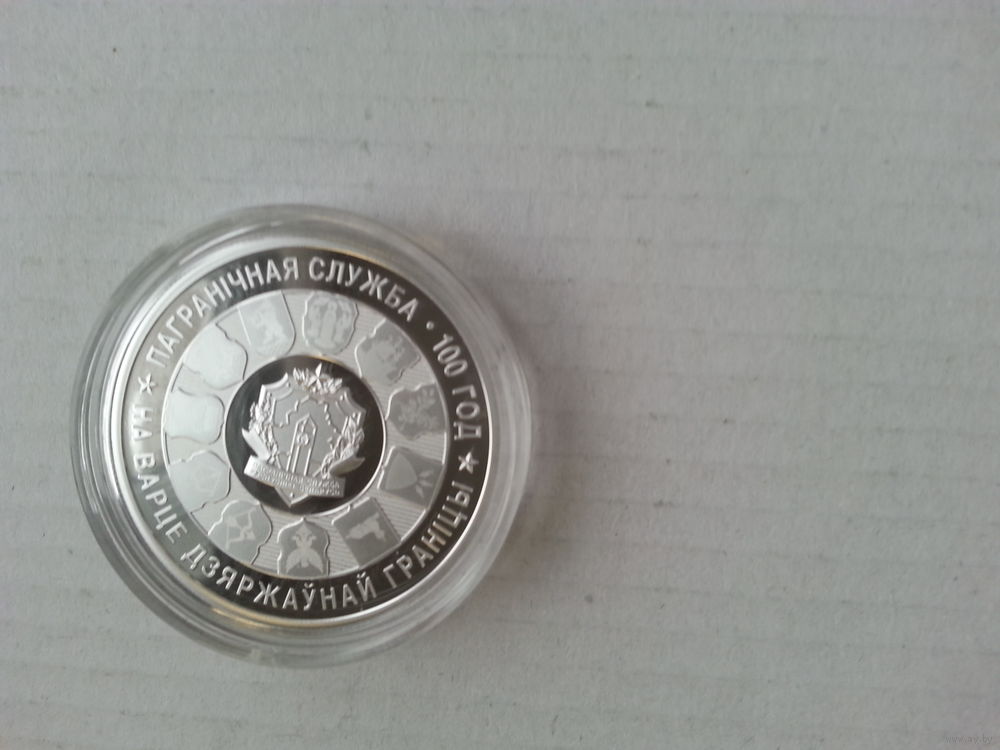 ПАГРАНІЧНАЯ СЛУЖБА • 100 ГОД
★ НА ВАРЦЕ ДЗЯРЖАЎНАЙ ГРАНІЦЫ ★